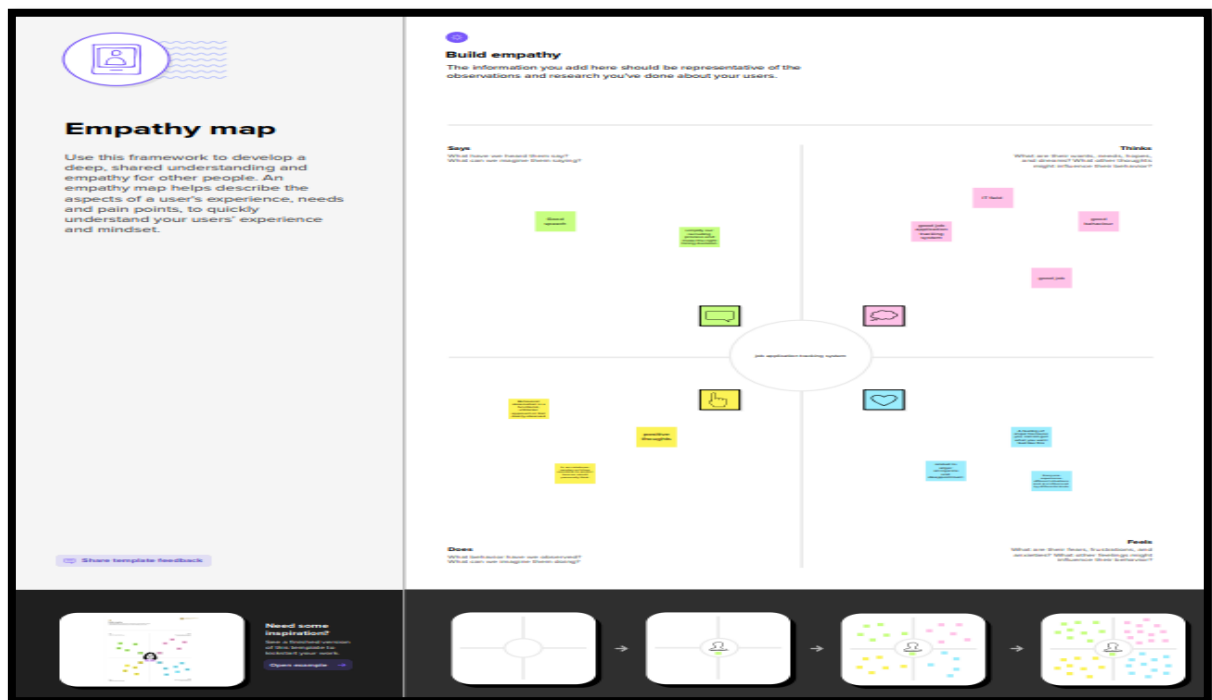 Empathy map
Use this framework to develop a
deep, shared understanding and
empathy for other people. An
empathy map helps describe the
aspects of a user's experience, needs
and pain points, to quickly
understand your users' experience
and mindset.
Share template feedback
Build empathy
The information you add here should be representative of the
observations and research you've done about your users.
Says
What have we heard them say?
What can we imagine them saying?
Thinks
What are their wants, needs, hopes,
and dreams? What other thoughts
might influence their behavior?
good job
application
tracking
system
good
behaviour
good job
job application tracking system
positive
thoughts
Does
What behavior have we observed?
What can we imagine them doing?
Feels
What are their fears, frustrations, and
anxieties? What other feelings might
influence their behavior?
Need some
inspiration?
See a finished version
of this template to
kickstart your work.
Open example